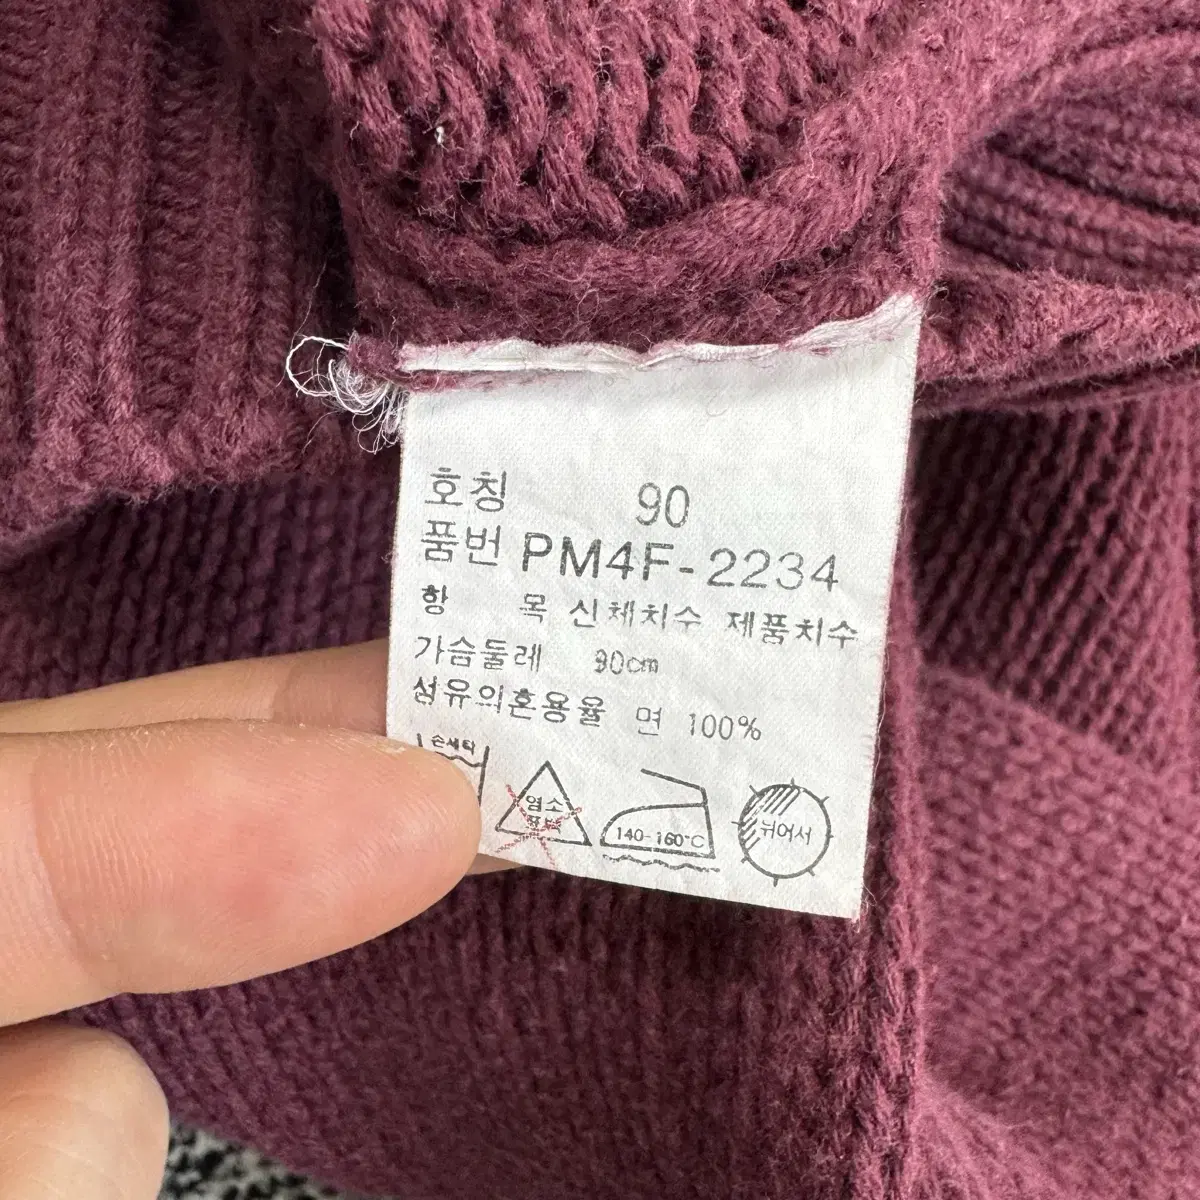 호칭 90
품번 PM4F-2234
항 목 신체치수 제품치수
가슴둘레 90cm
섬유의혼용율 면 100%
손세탁
염소
표백
140-160°C
뉘어서